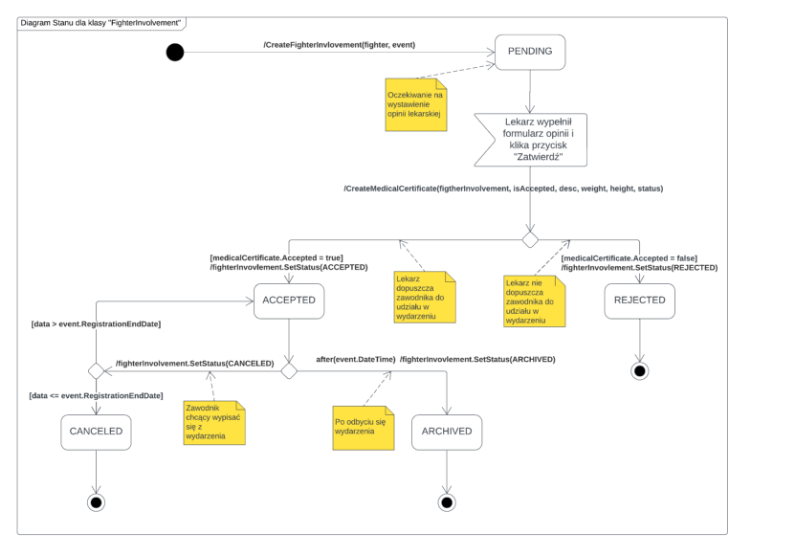 Diagram Stanu dla klasy "FighterInvolvement"
/CreateFighterInvlovement(fighter, event)
PENDING
Oczekiwanie na
wystawienie
opinii lekarskiej
Lekarz wypełnił
formularz opinii i
klika przycisk
"Zatwierdź"
/CreateMedicalCertificate(figtherInvolvement, isAccepted, desc, weight, height, status)
[medicalCertificate.Accepted = true]
/fighterInvovlement.SetStatus(ACCEPTED)
[medicalCertificate.Accepted = false]
/fighterInvovlement.SetStatus(REJECTED)
Lekarz
dopuszcza
zawodnika do
udziału w
wydarzeniu
Lekarz nie
dopuszcza
zawodnika do
udziału w
wydarzeniu
ACCEPTED
REJECTED
[data > event.RegistrationEndDate]
/fighterInvolvement.SetStatus(CANCELED)
after(event.DateTime) /fighterInvovlement.SetStatus(ARCHIVED)
[data <= event.RegistrationEndDate]
CANCELED
Zawodnik
chcący wypisać
się z
wydarzenia
Po odbyciu się
wydarzenia
ARCHIVED